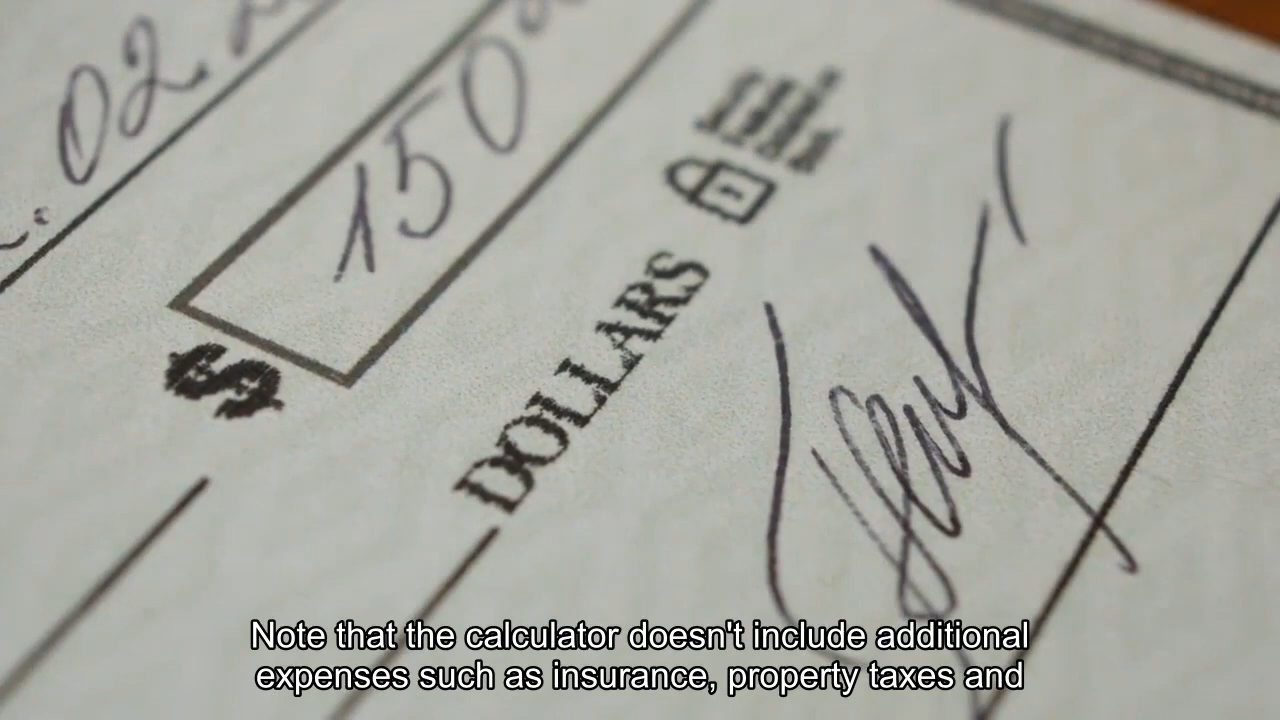 02.
150
$
DOLLARS
Note that the calculator doesn't include additional
expenses such as insurance, property taxes and